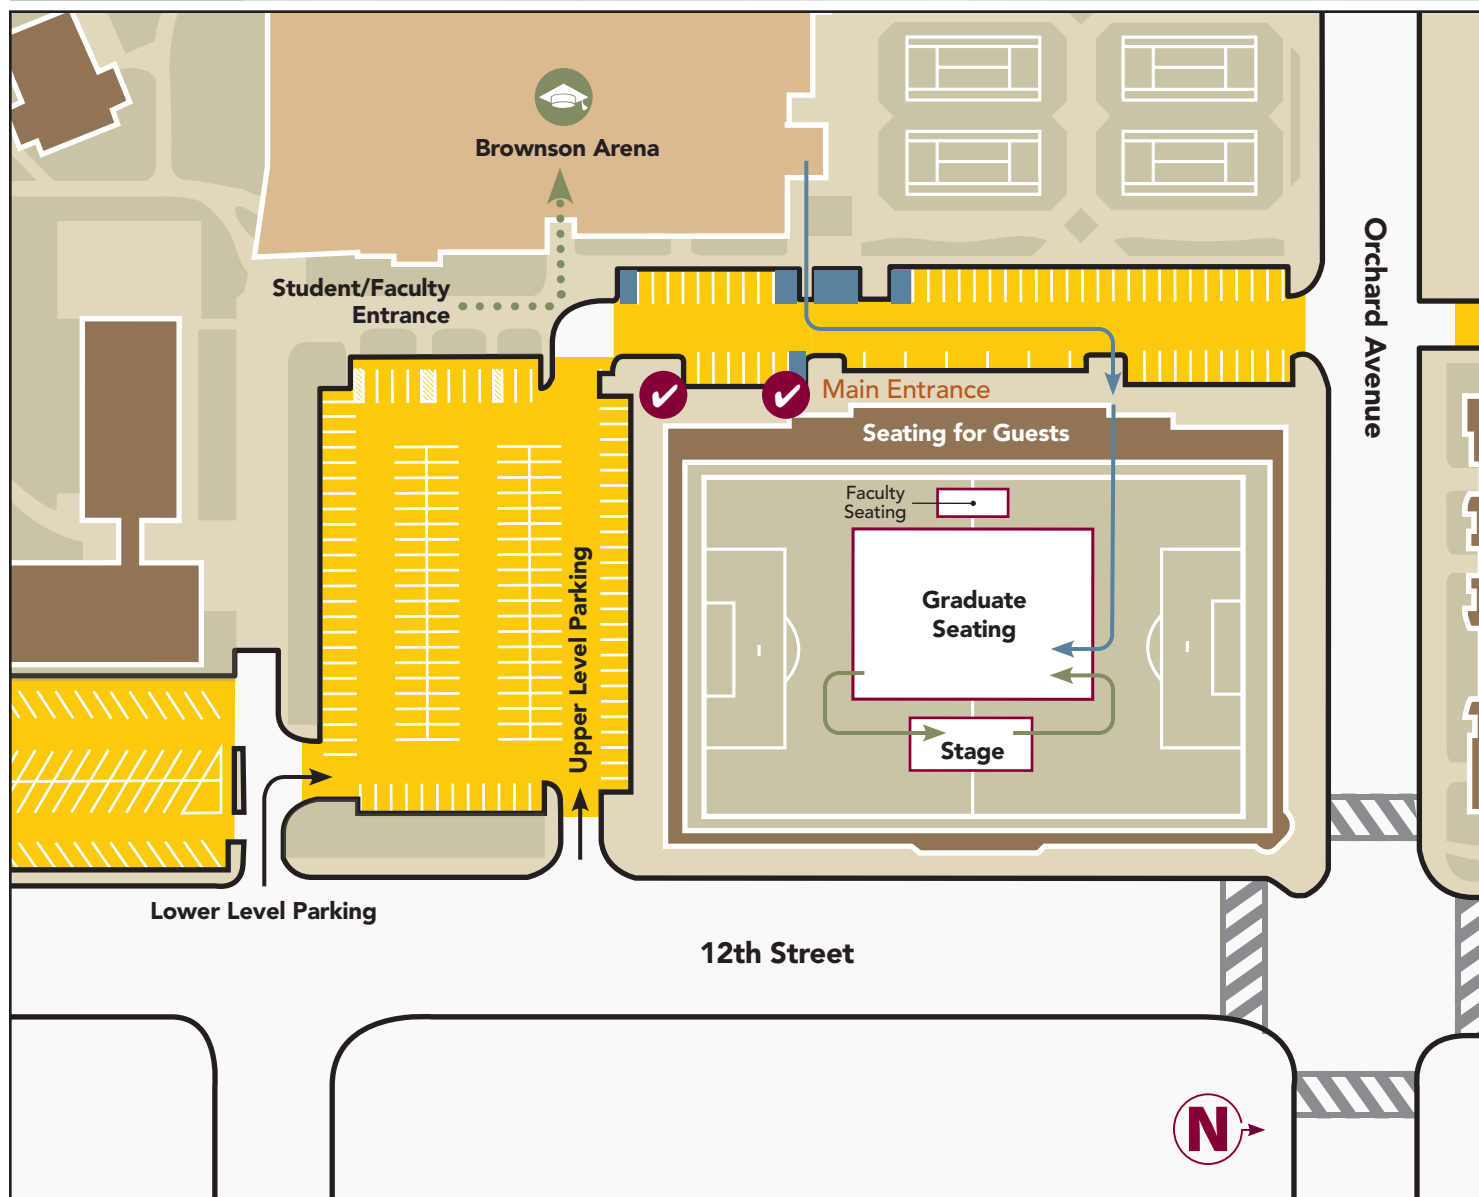 Brownson Arena
Student/Faculty
Entrance
Orchard Avenue
Main Entrance
Seating for Guests
Faculty
Seating
Graduate
Seating
Upper Level Parking
Stage
Lower Level Parking
12th Street
N